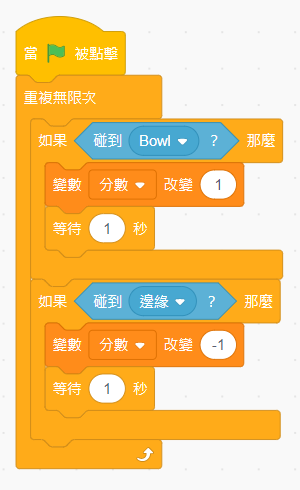 當 被點擊
重複無限次
如果 碰到 Bowl ? 那麼
變數 分數 改變 1
等待 1 秒
如果 碰到 邊緣 ? 那麼
變數 分數 改變 -1
等待 1 秒